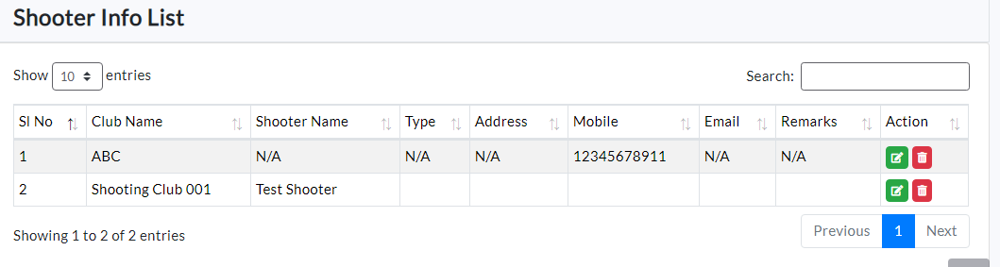 Shooter Info List
Show 10 entries Search:
Sl No Club Name Shooter Name Type Address Mobile Email Remarks Action
1 ABC N/A N/A N/A 12345678911 N/A N/A
2 Shooting Club 001 Test Shooter
Showing 1 to 2 of 2 entries Previous 1 Next